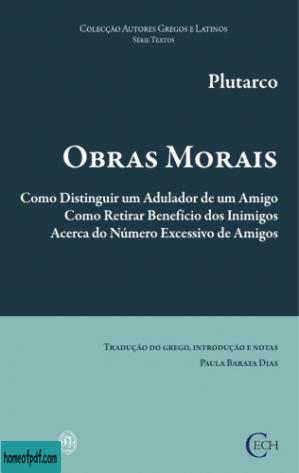 Colecção Autores Gregos e Latinos
Série Textos
Plutarco
Obras Morais
Como Distinguir um Adulador de um Amigo
Como Retirar Benefício dos Inimigos
Acerca do Número Excessivo de Amigos
Tradução do grego, introdução e notas
Paula Barata Dias
CECH
homeofpdf.com